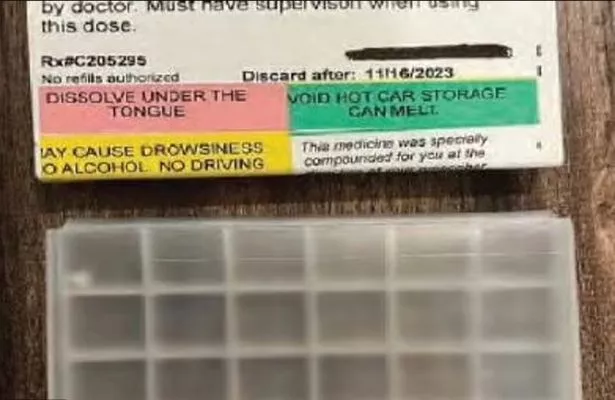 by doctor. Must have supervison when using
this dose.
Rx#C205295
No refills authorized
Discard after: 11/16/2023
DISSOLVE UNDER THE
TONGUE
VOID HOT CAR STORAGE
CAN MELT.
AY CAUSE DROWSINESS
O ALCOHOL NO DRIVING
This medicine was specially
compounded for you at the